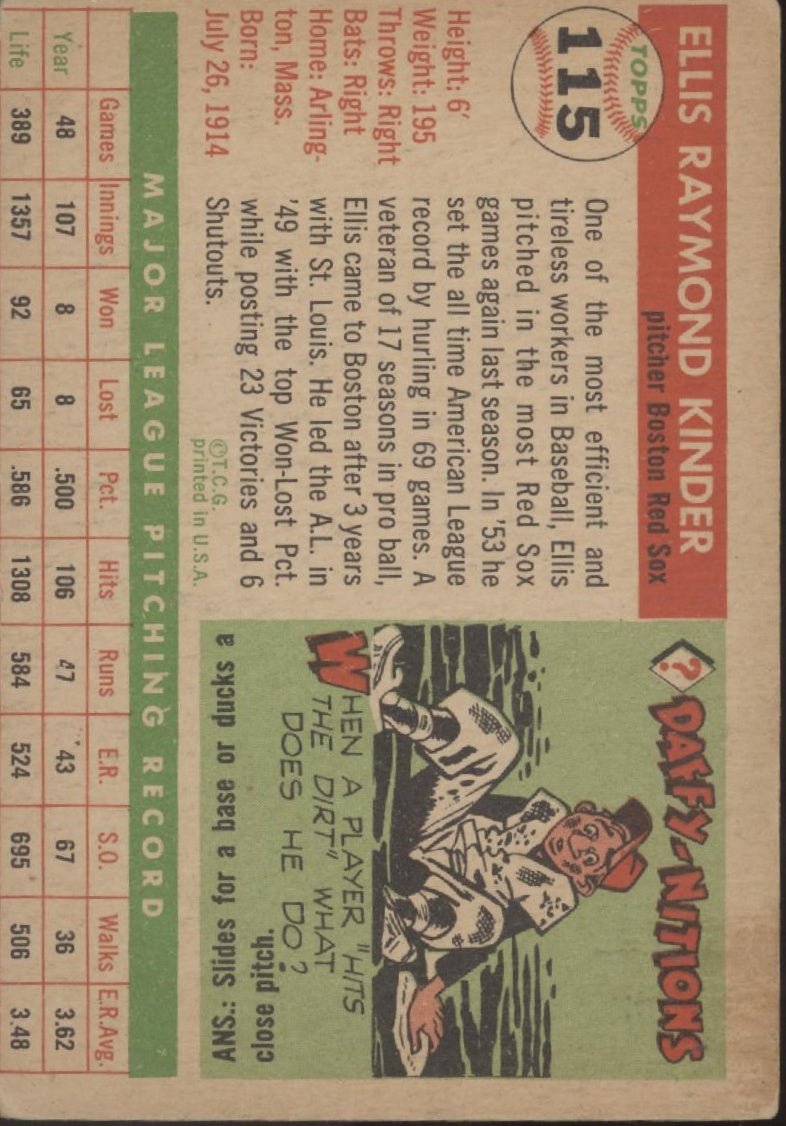 ELLIS RAYMOND KINDER
pitcher Boston Red Sox
TOPPS
115
Height: 6'
Weight: 195
Throws: Right
Bats: Right
Home: Arling-
ton, Mass.
Born:
July 26, 1914
One of the most efficient and
tireless workers in Baseball, Ellis
pitched in the most Red Sox
games again last season. In '53 he
set the all time American League
record by hurling in 69 games. A
veteran of 17 seasons in pro ball,
Ellis came to Boston after 3 years
with St. Louis. He led the A.L. in
'49 with the top Won-Lost Pct.
while posting 23 Victories and 6
Shutouts.
©T.C.G.
printed in U.S.A.
? DAFFY-NITIONS
WHEN A PLAYER "HITS
THE DIRT" WHAT
DOES HE DO?
ANS.: Slides for a base or ducks a
close pitch.
MAJOR LEAGUE PITCHING RECORD
Games Innings Won Lost Pct. Hits Runs E.R. S.O. Walks E.R.Avg.
Year 48 107 8 8 .500 106 47 43 67 36 3.62
Life 389 1357 92 65 .586 1308 584 524 695 506 3.48